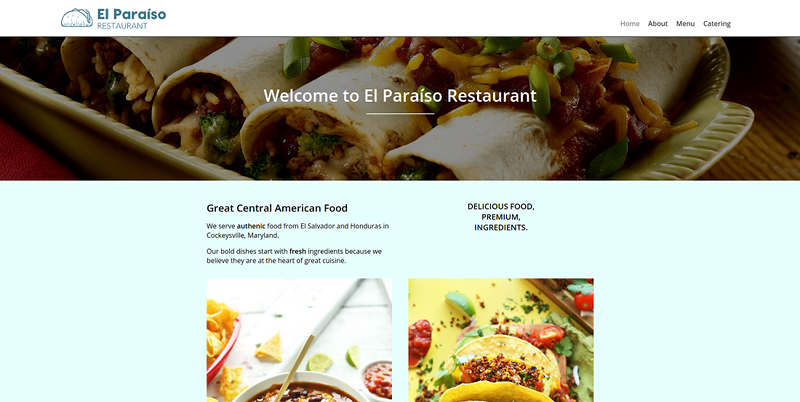 El Paraíso
RESTAURANT
Home About Menu Catering
Welcome to El Paraíso Restaurant
Great Central American Food
We serve authenic food from El Salvador and Honduras in
Cockeysville, Maryland.
Our bold dishes start with fresh ingredients because we
believe they are at the heart of great cuisine.
DELICIOUS FOOD,
PREMIUM,
INGREDIENTS.